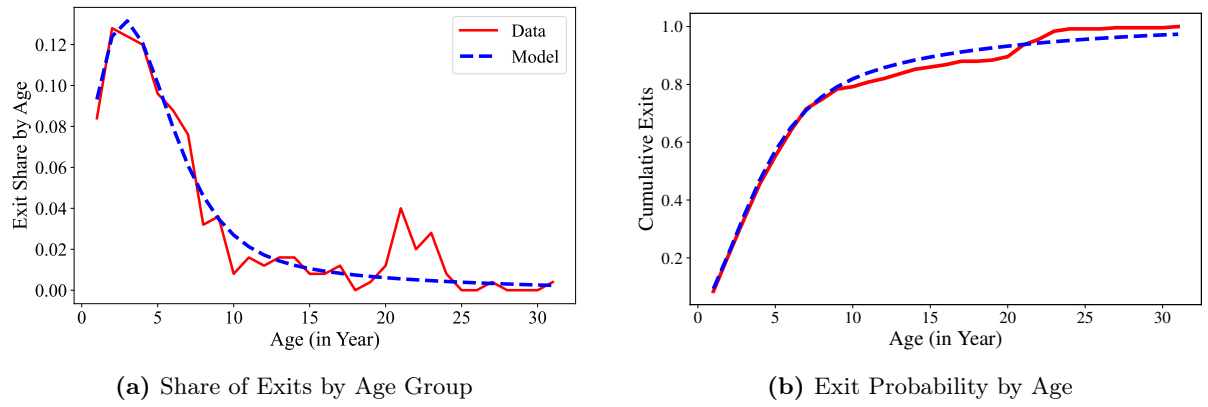 Exit Share by Age
0.12
0.10
0.08
0.06
0.04
0.02
0.00
Data
Model
0 5 10 15 20 25 30
Age (in Year)
(a) Share of Exits by Age Group
Cumulative Exits
1.0
0.8
0.6
0.4
0.2
0 5 10 15 20 25 30
Age (in Year)
(b) Exit Probability by Age